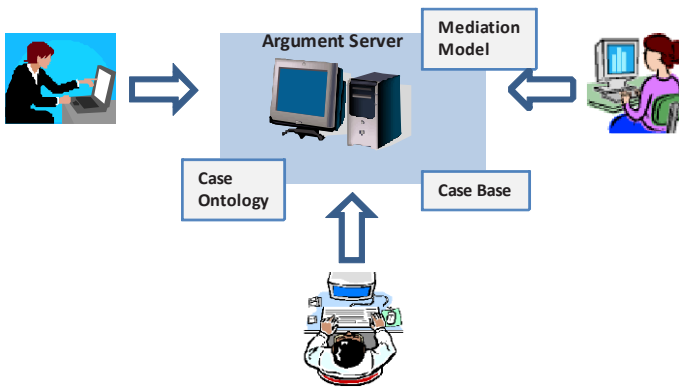 Argument Server
Mediation
Model
Case
Ontology
Case Base